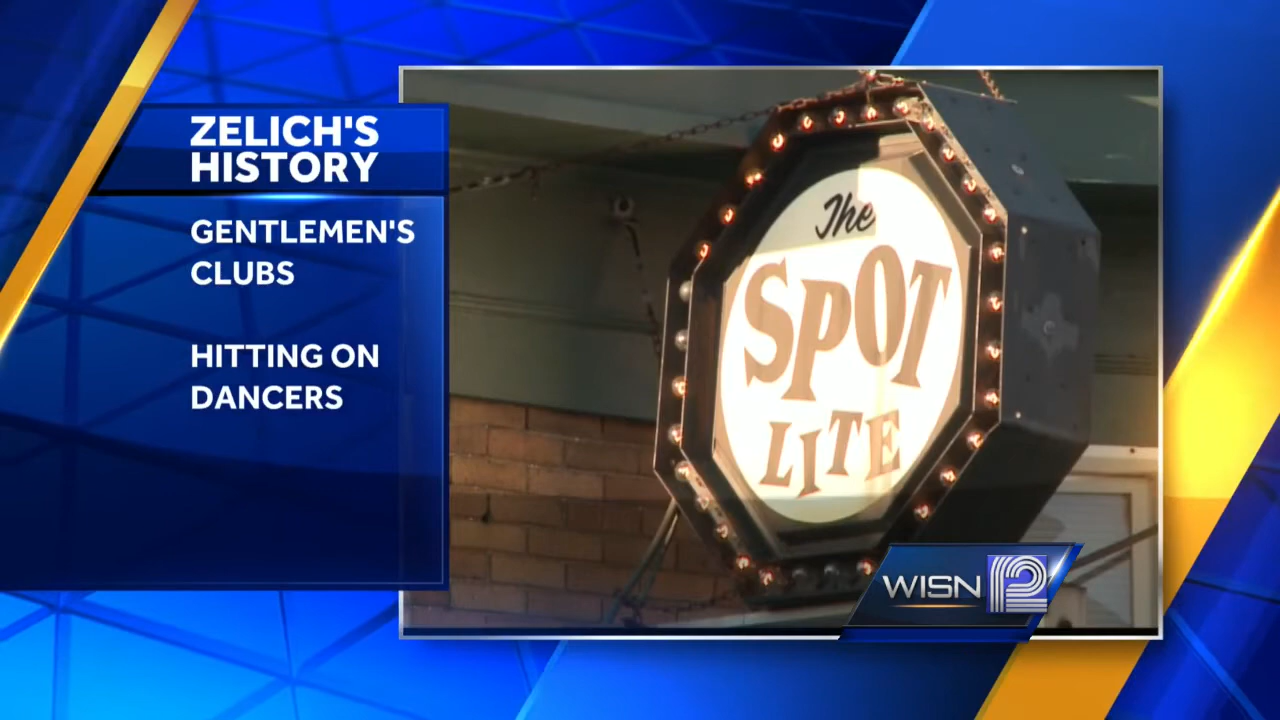 ZELICH'S
HISTORY
GENTLEMEN'S
CLUBS
HITTING ON
DANCERS
The
SPOT
LITE
WISN 12